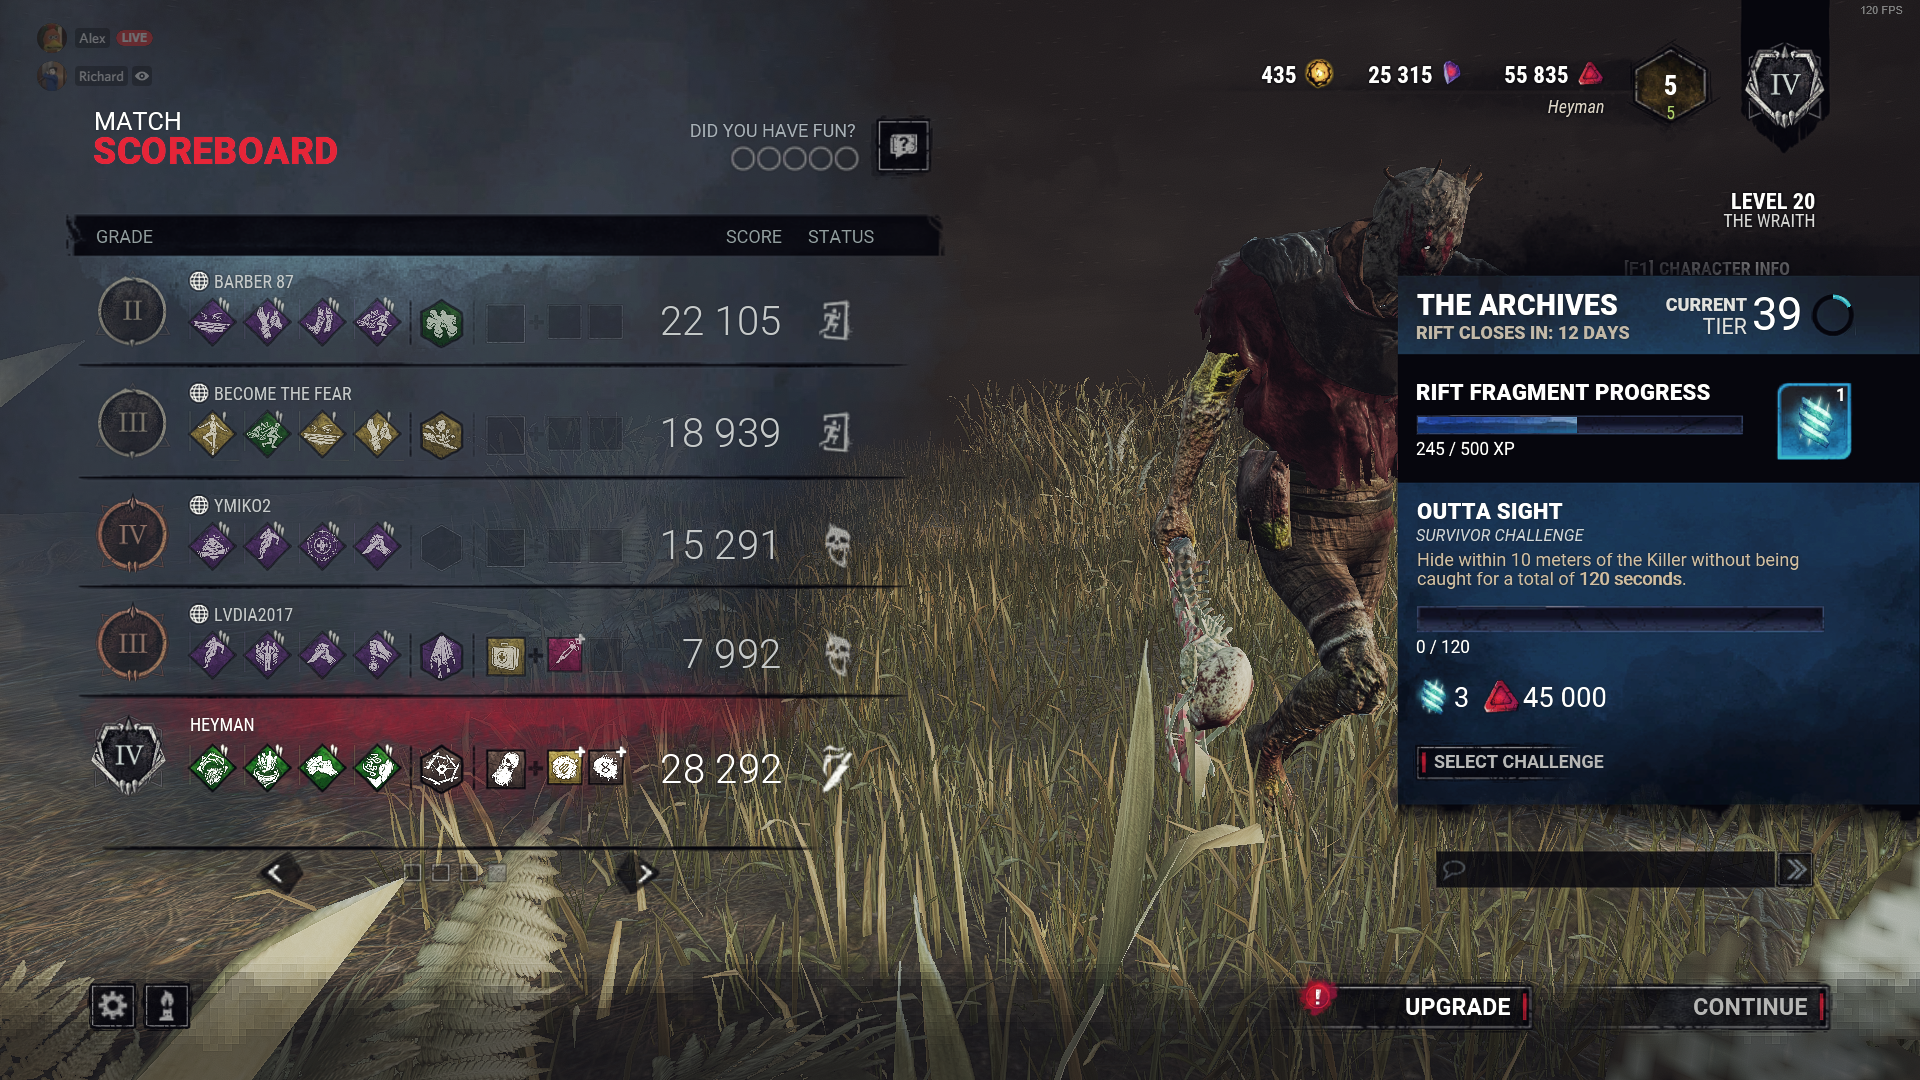 120 FPS
Alex LIVE
Richard
435 25 315 55 835
Heyman
5
5
IV
MATCH
SCOREBOARD
DID YOU HAVE FUN?
LEVEL 20
THE WRAITH
[F1] CHARACTER INFO
GRADE SCORE STATUS
II BARBER 87 22 105
III BECOME THE FEAR 18 939
IV YMIKO2 15 291
III LVDIA2017 7 992
IV HEYMAN 28 292
THE ARCHIVES
RIFT CLOSES IN: 12 DAYS
CURRENT
TIER 39
RIFT FRAGMENT PROGRESS
1
245 / 500 XP
OUTTA SIGHT
SURVIVOR CHALLENGE
Hide within 10 meters of the Killer without being
caught for a total of 120 seconds.
0 / 120
3 45 000
SELECT CHALLENGE
! UPGRADE
CONTINUE